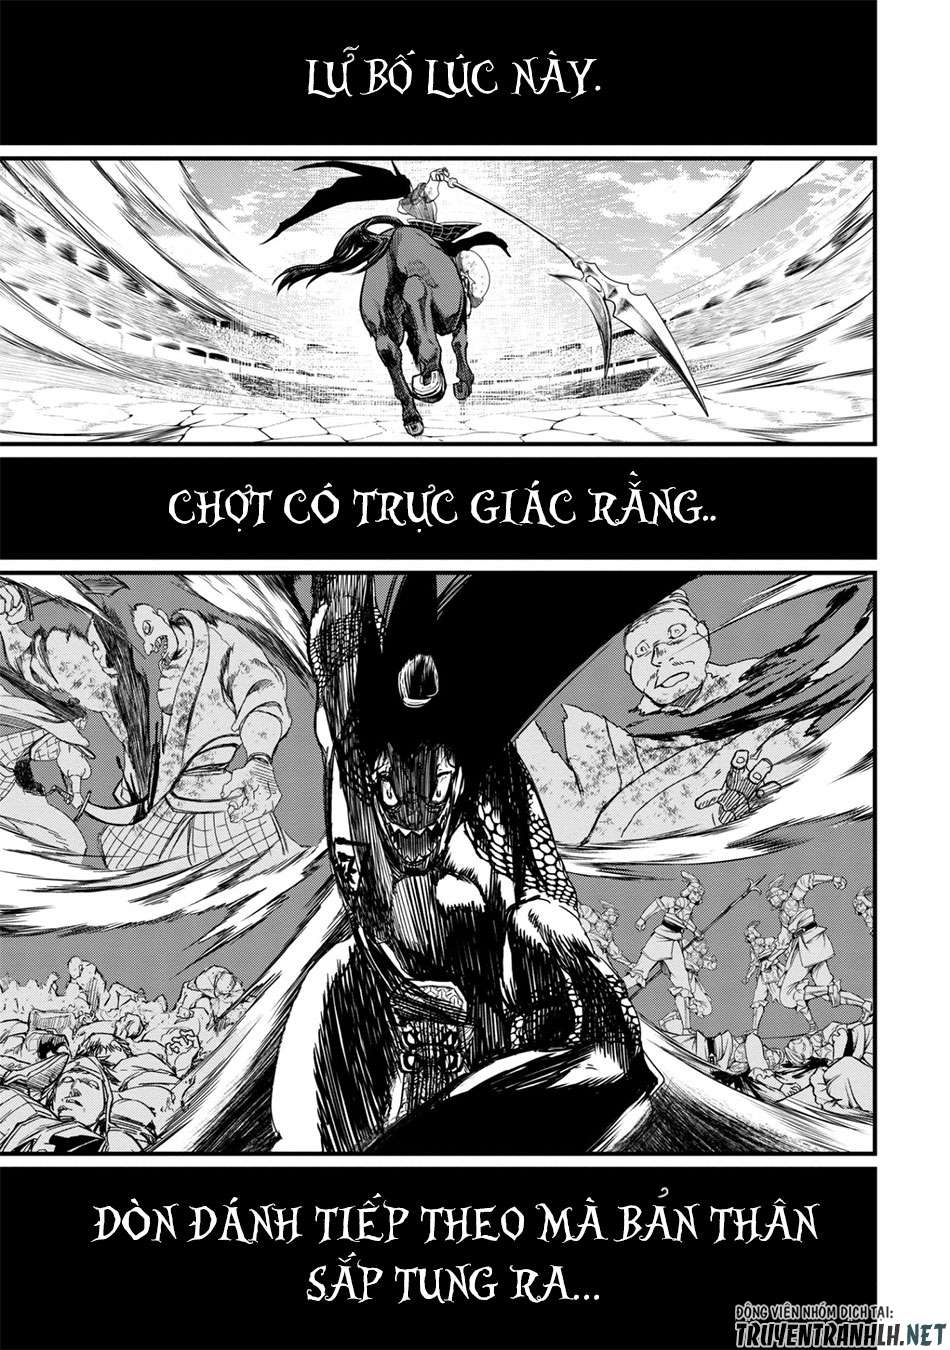 LỮ BỐ LÚC NÀY.
CHỢT CÓ TRỰC GIÁC RẰNG..
ĐÒN ĐÁNH TIẾP THEO MÀ BẢN THÂN
SẮP TUNG RA...
ĐỘNG VIÊN NHÓM DỊCH TẠI:
TRUYENTRANHLH.NET